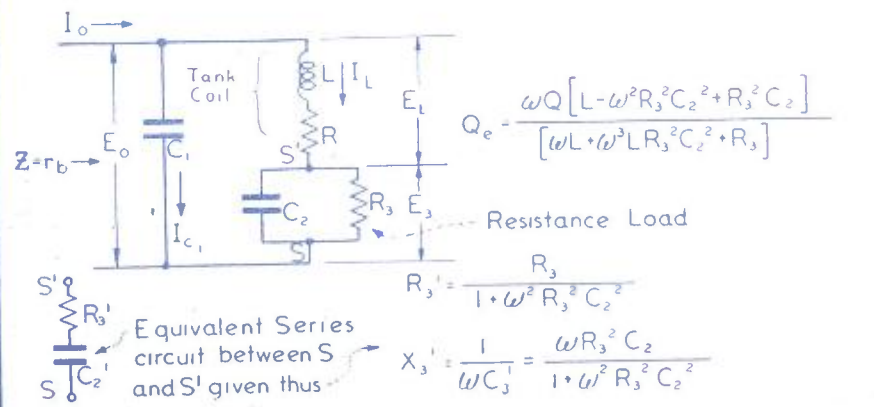 I₀ →
Tank
Coil
L ↓ I_L
E_L
R
E₀
C₁
Z=r_b →
S'
I_C₁
C₂
R₃
E₃
S
Resistance Load
Q_e = ωQ[L-ω²R₃²C₂²+R₃²C₂] / [ωL+ω³LR₃²C₂²+R₃]
R₃' = R₃ / 1+ω²R₃²C₂²
S'
R₃'
C₂'
S
Equivalent Series
circuit between S
and S' given thus
X₃' = 1/ωC₃' = ωR₃²C₂ / 1+ω²R₃²C₂²